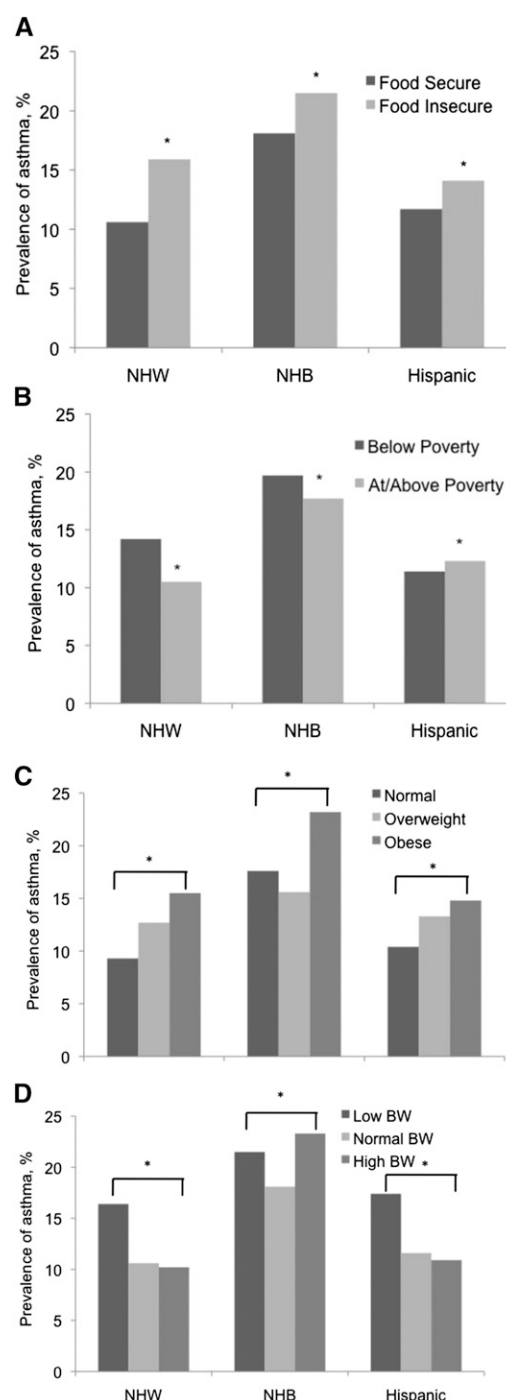 A
Prevalence of asthma, %
25
20
15
10
5
0
* * *
Food Secure
Food Insecure
NHW NHB Hispanic
B
Prevalence of asthma, %
25
20
15
10
5
0
* * *
Below Poverty
At/Above Poverty
NHW NHB Hispanic
C
Prevalence of asthma, %
25
20
15
10
5
0
* * *
Normal
Overweight
Obese
NHW NHB Hispanic
D
Prevalence of asthma, %
25
20
15
10
5
0
* * *
Low BW
Normal BW
High BW
NHW NHB Hispanic